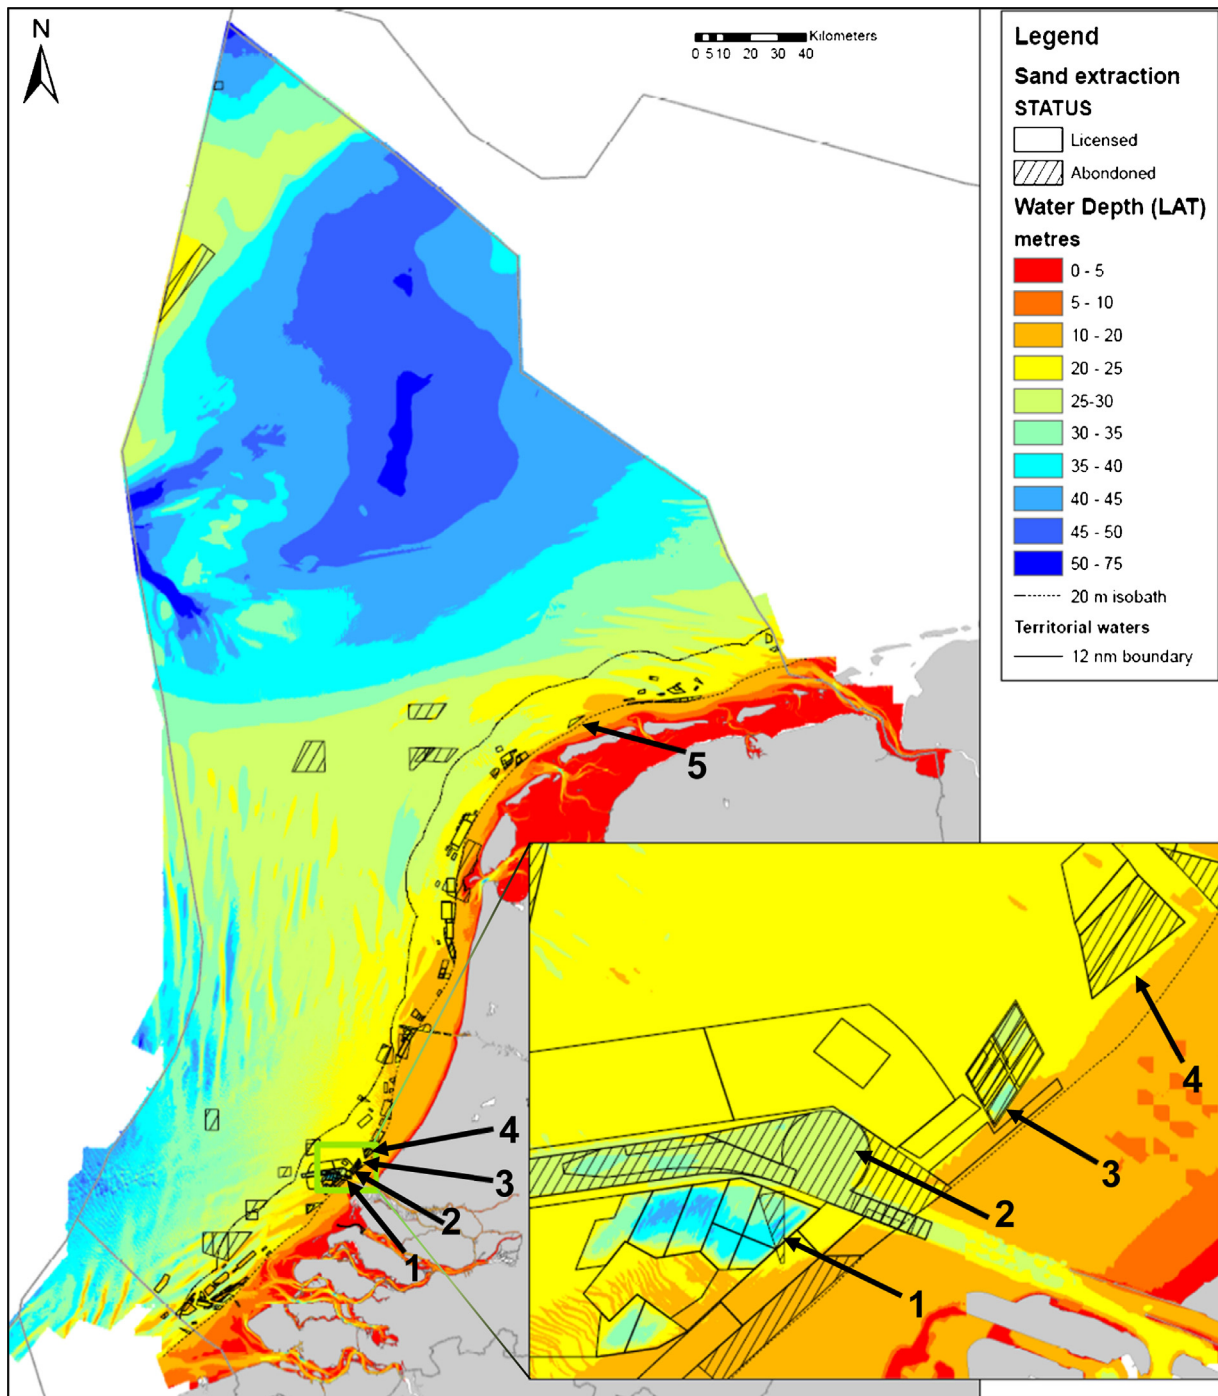 N
Kilometers
0 5 10 20 30 40
Legend
Sand extraction
STATUS
Licensed
Abondoned
Water Depth (LAT)
metres
0 - 5
5 - 10
10 - 20
20 - 25
25-30
30 - 35
35 - 40
40 - 45
45 - 50
50 - 75
20 m isobath
Territorial waters
12 nm boundary
5
4
3
2
1
4
3
2
1